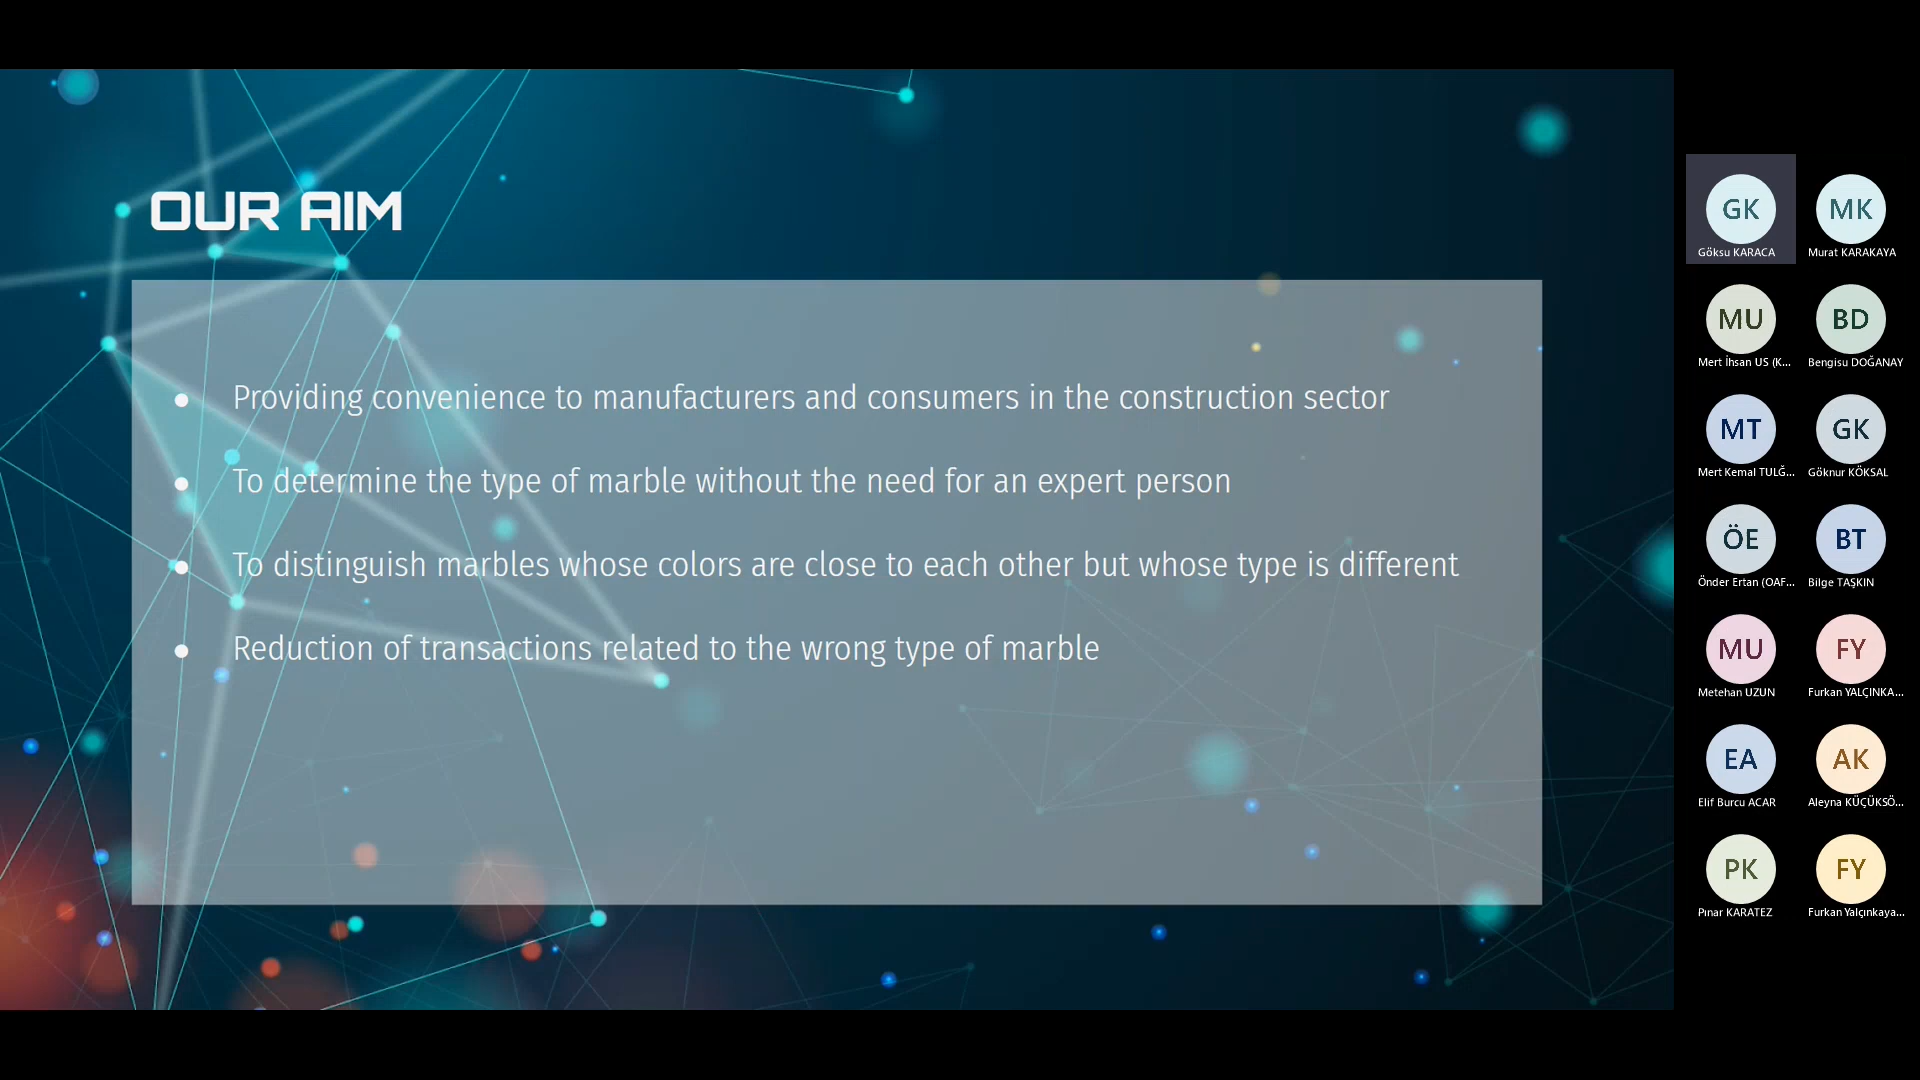 OUR AIM
Providing convenience to manufacturers and consumers in the construction sector
To determine the type of marble without the need for an expert person
To distinguish marbles whose colors are close to each other but whose type is different
Reduction of transactions related to the wrong type of marble
GK
MK
Göksu KARACA
Murat KARAKAYA
MU
BD
Mert İhsan US (K...
Bengisu DOĞANAY
MT
GK
Mert Kemal TULĞ...
Göknur KÖKSAL
ÖE
BT
Önder Ertan (OAF...
Bilge TAŞKIN
MU
FY
Metehan UZUN
Furkan YALÇINKA...
EA
AK
Elif Burcu ACAR
Aleyna KÜÇÜKSÖ...
PK
FY
Pınar KARATEZ
Furkan Yalçınkaya...